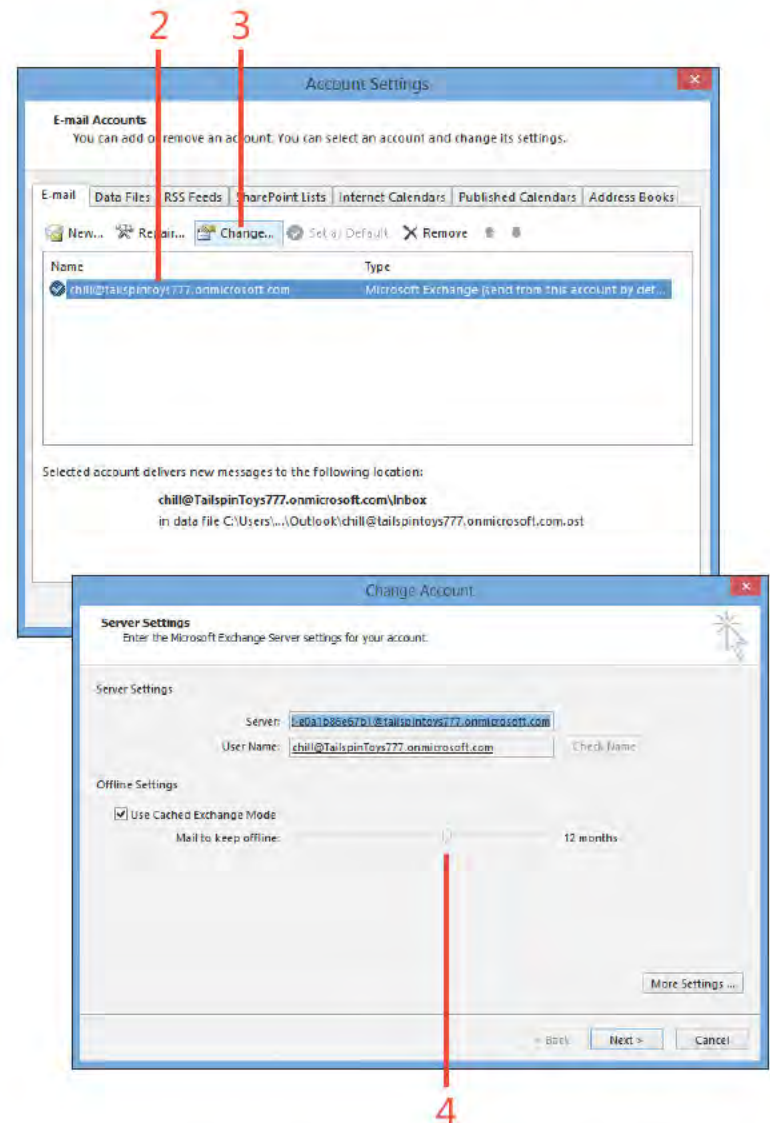 2 3
Account Settings
E-mail Accounts
You can add or remove an account. You can select an account and change its settings.
E-mail Data Files RSS Feeds SharePoint Lists Internet Calendars Published Calendars Address Books
New... Repair... Change... Set as Default Remove
Name Type
chill@tailspintoys777.onmicrosoft.com Microsoft Exchange (send from this account by def...
Selected account delivers new messages to the following location:
chill@TailspinToys777.onmicrosoft.com\Inbox
in data file C:\Users\...\Outlook\chill@tailspintoys777.onmicrosoft.com.ost
Change Account
Server Settings
Enter the Microsoft Exchange Server settings for your account.
Server Settings
Server: -e0a1b86e67b1@tailspintoys777.onmicrosoft.com
User Name: chill@TailspinToys777.onmicrosoft.com Check Name
Offline Settings
Use Cached Exchange Mode
Mail to keep offline: 12 months
More Settings ...
< Back Next > Cancel
4